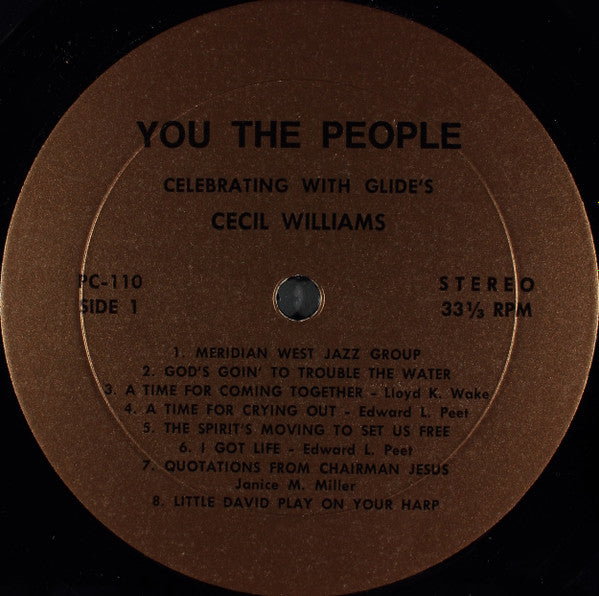 YOU THE PEOPLE
CELEBRATING WITH GLIDE'S
CECIL WILLIAMS
PC-110
SIDE 1
STEREO
33⅓ RPM
1. MERIDIAN WEST JAZZ GROUP
2. GOD'S GOIN' TO TROUBLE THE WATER
3. A TIME FOR COMING TOGETHER - Lloyd K. Wake
4. A TIME FOR CRYING OUT - Edward L. Peet
5. THE SPIRIT'S MOVING TO SET US FREE
6. I GOT LIFE - Edward L. Peet
7. QUOTATIONS FROM CHAIRMAN JESUS
Janice M. Miller
8. LITTLE DAVID PLAY ON YOUR HARP